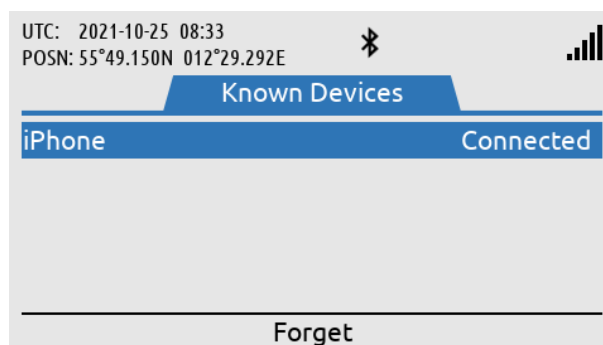 UTC: 2021-10-25 08:33
POSN: 55°49.150N 012°29.292E
Known Devices
iPhone Connected
Forget